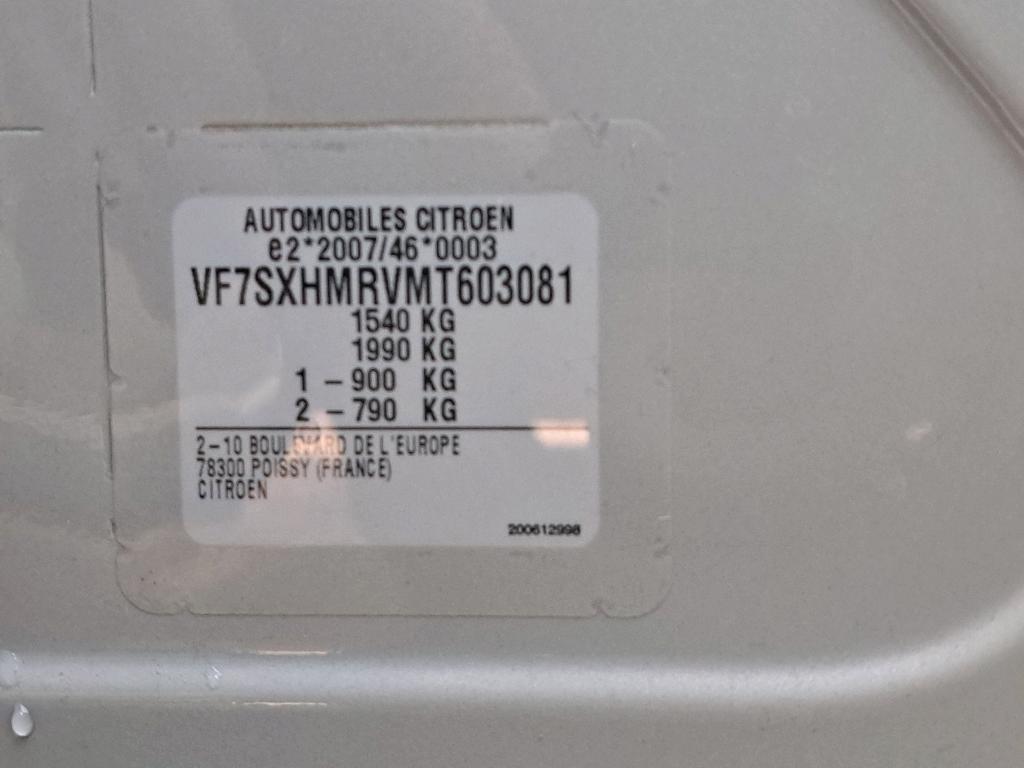 AUTOMOBILES CITROEN
e2*2007/46*0003
VF7SXHMRVMT603081
1540 KG
1990 KG
1 – 900 KG
2 – 790 KG
2–10 BOULEVARD DE L'EUROPE
78300 POISSY (FRANCE)
CITROEN
200612998